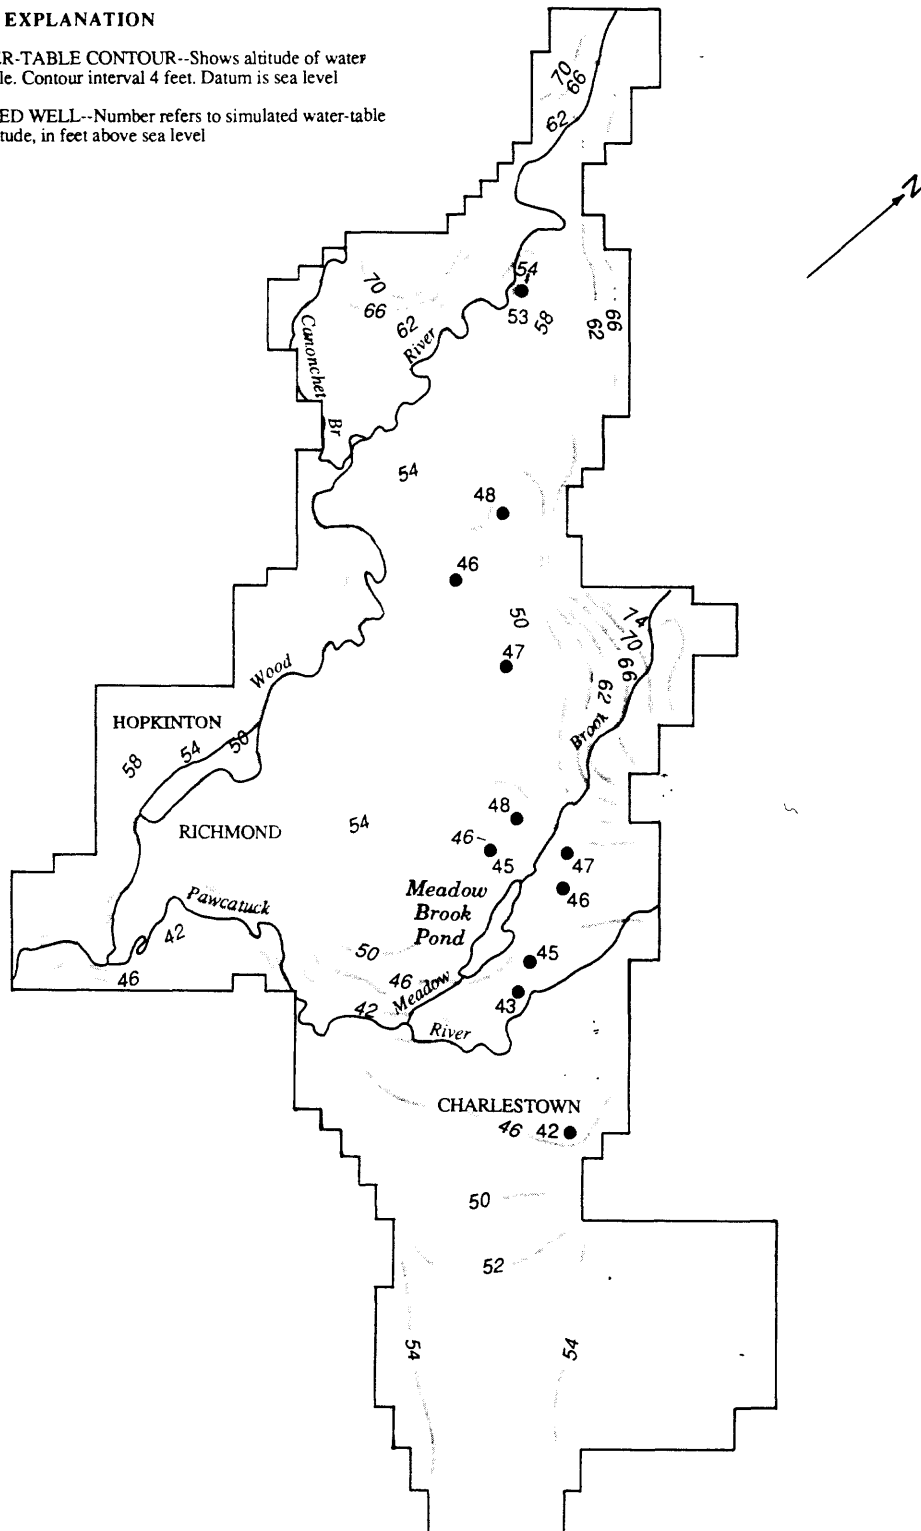 EXPLANATION
ER-TABLE CONTOUR--Shows altitude of water
le. Contour interval 4 feet. Datum is sea level
ED WELL--Number refers to simulated water-table
tude, in feet above sea level
N
70
66
62
54
53
58
62
66
70
66
62
River
Canonchet
Br
54
48
46
50
47
74
70
66
62
Brook
Wood
HOPKINTON
58
54
50
RICHMOND
54
48
46
45
47
46
Meadow
Brook
Pond
Pawcatuck
42
46
50
46
42
Meadow
River
45
43
CHARLESTOWN
46
42
50
52
54
54